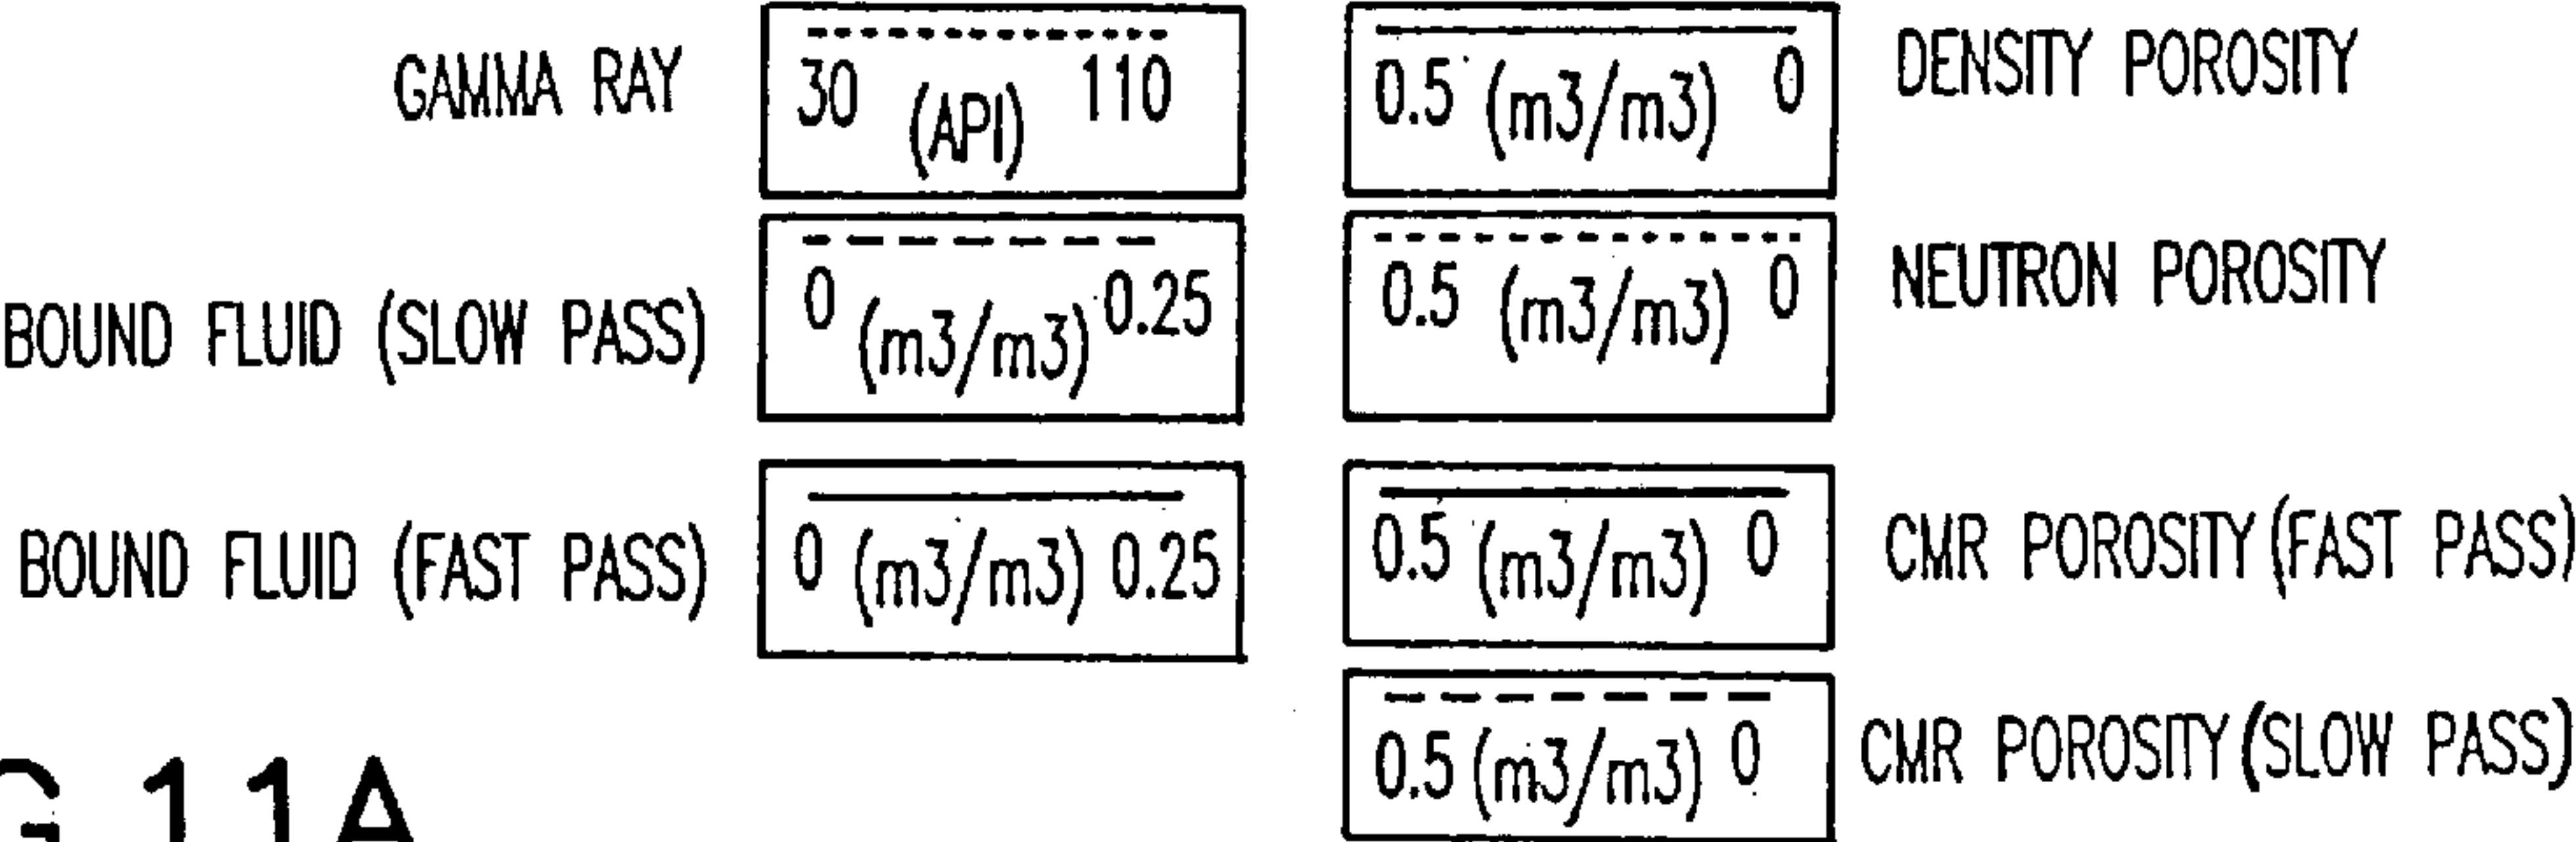 GAMMA RAY
30 (API) 110
0.5 (m3/m3) 0
DENSITY POROSITY
BOUND FLUID (SLOW PASS)
0 (m3/m3) 0.25
0.5 (m3/m3) 0
NEUTRON POROSITY
BOUND FLUID (FAST PASS)
0 (m3/m3) 0.25
0.5 (m3/m3) 0
CMR POROSITY (FAST PASS)
0.5 (m3/m3) 0
CMR POROSITY (SLOW PASS)
G 11A